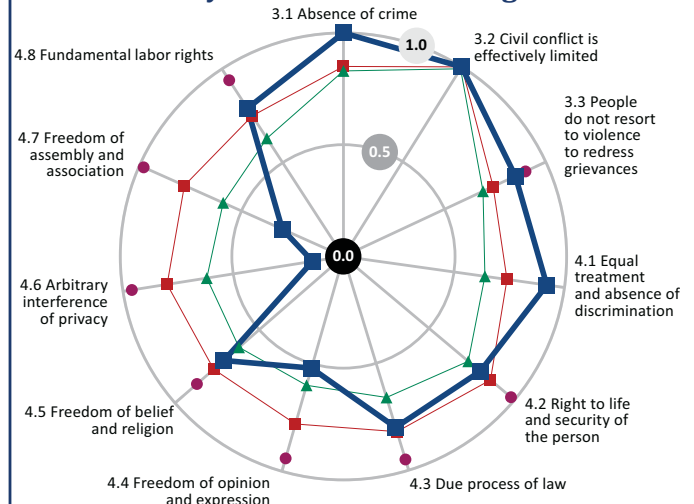 3.1 Absence of crime
1.0
3.2 Civil conflict is
effectively limited
3.3 People
do not resort
to violence
to redress
grievances
0.5
0.0
4.1 Equal
treatment
and absence of
discrimination
4.2 Right to life
and security of
the person
4.3 Due process of law
4.4 Freedom of opinion
and expression
4.5 Freedom of belief
and religion
4.6 Arbitrary
interference
of privacy
4.7 Freedom of
assembly and
association
4.8 Fundamental labor rights